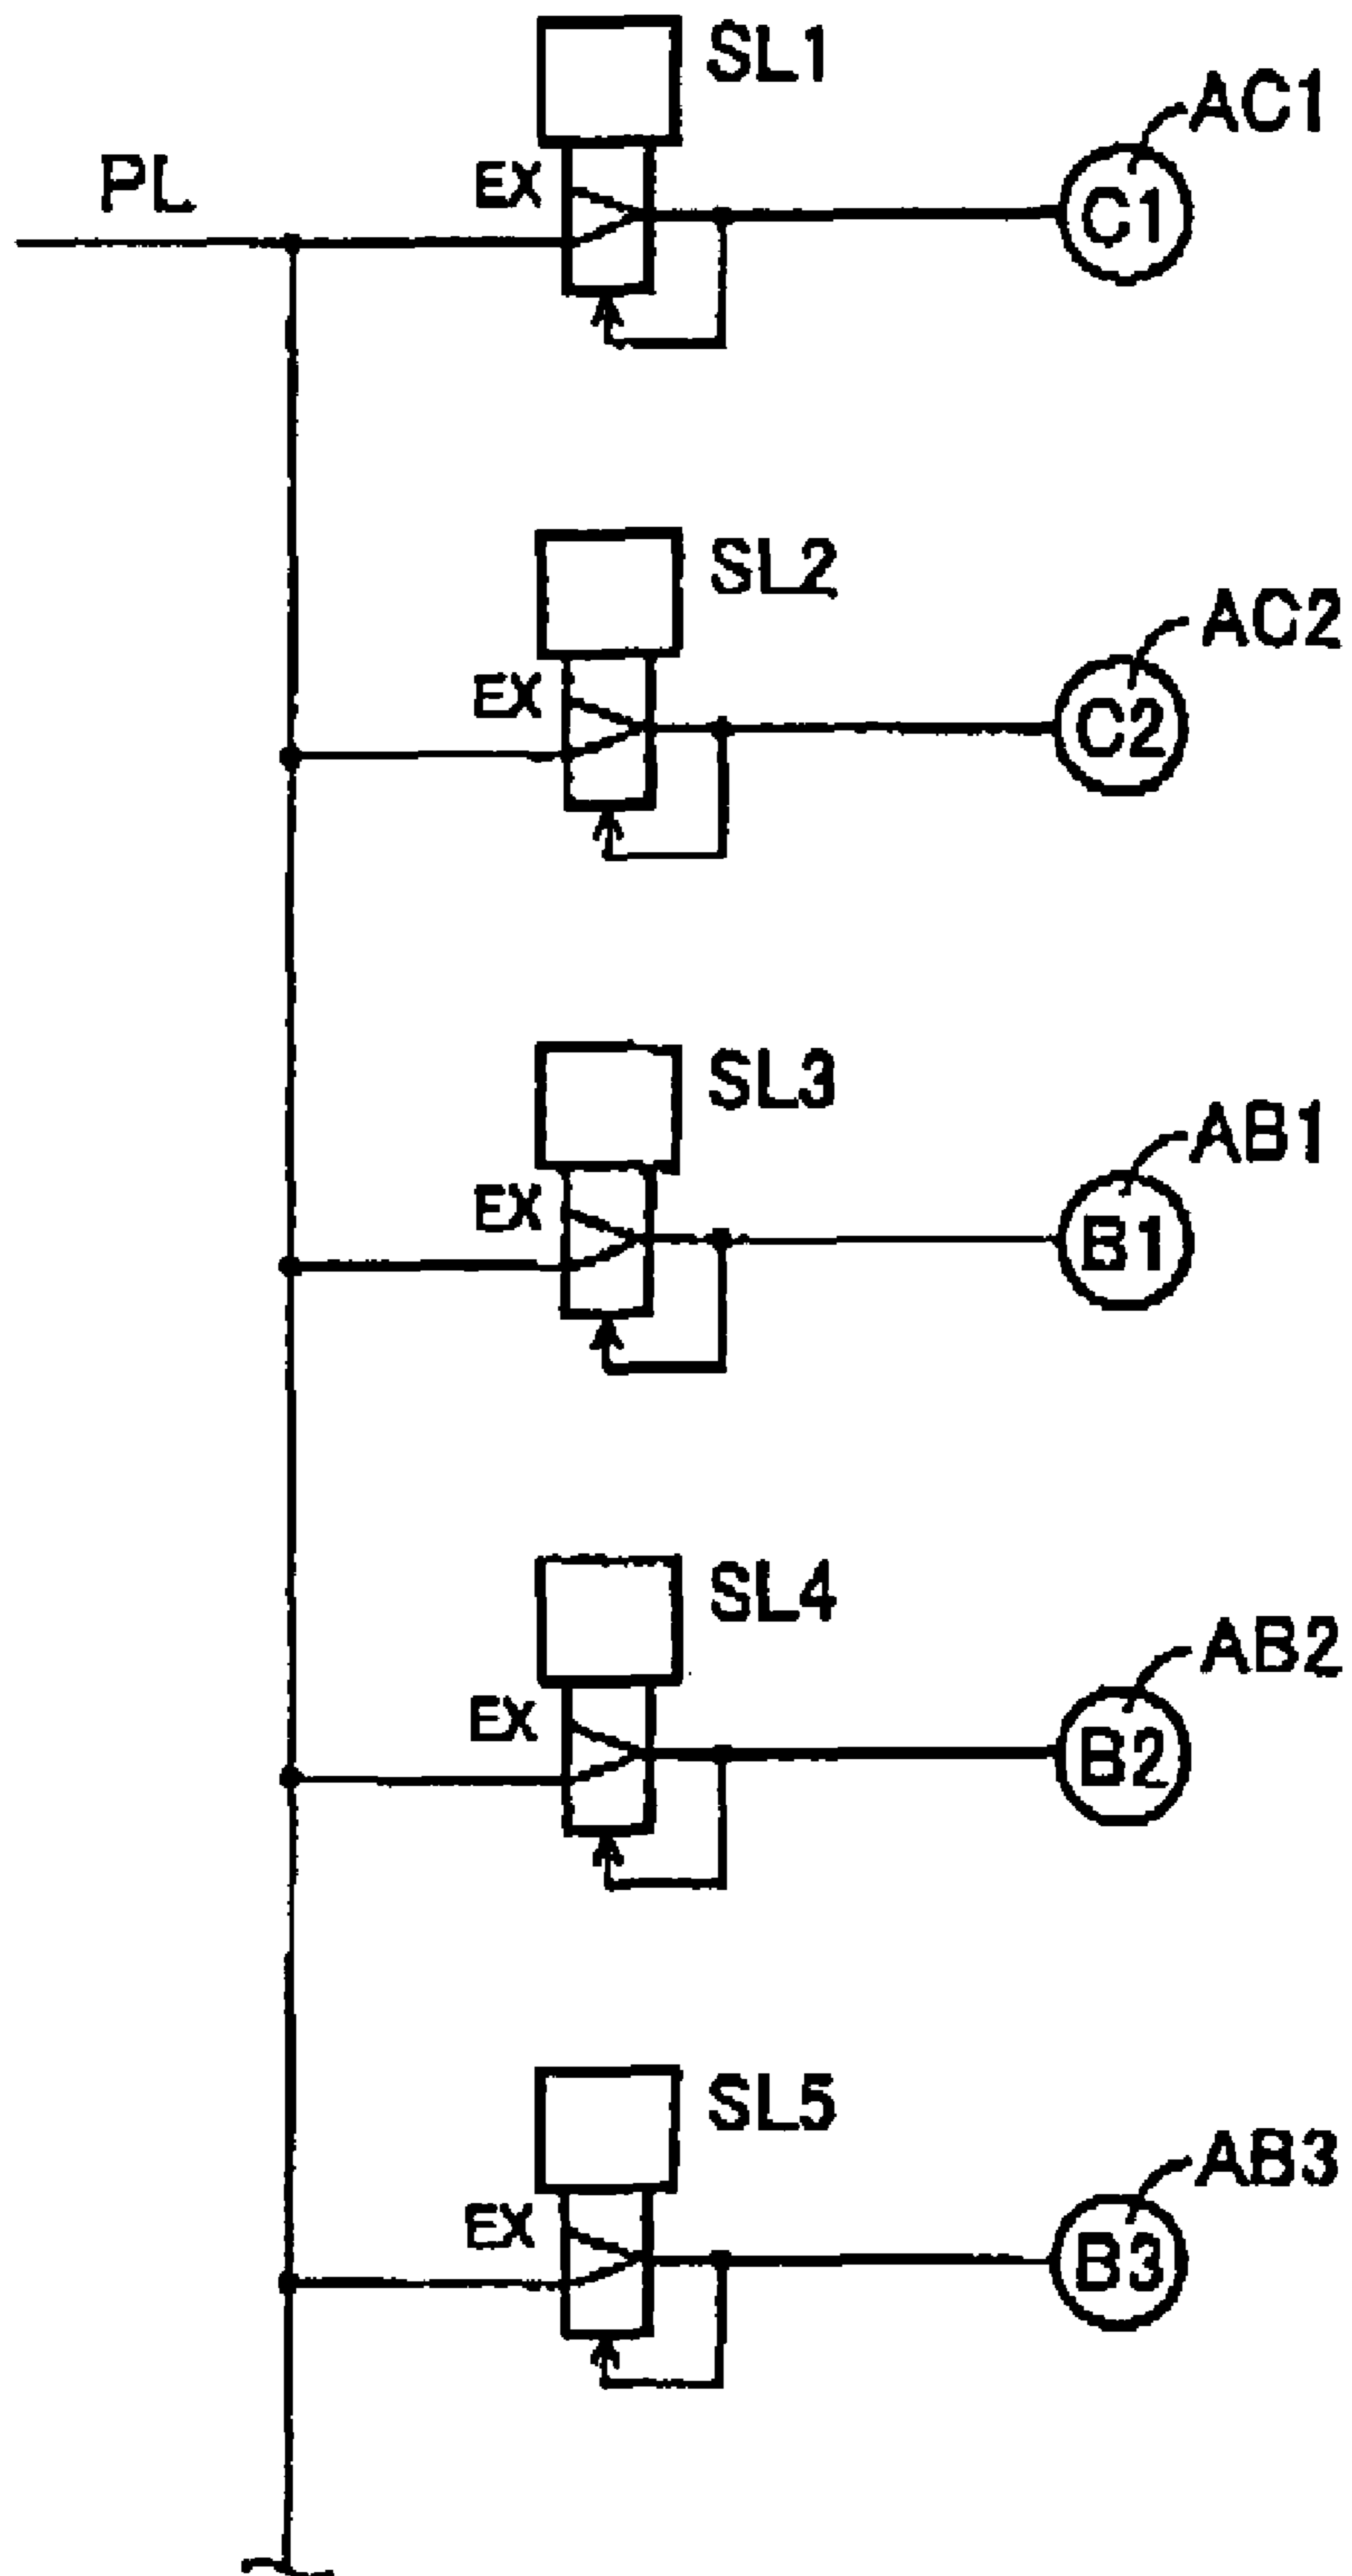 SL1
AC1
PL
EX
C1
SL2
AC2
EX
C2
SL3
AB1
EX
B1
SL4
AB2
EX
B2
SL5
AB3
EX
B3